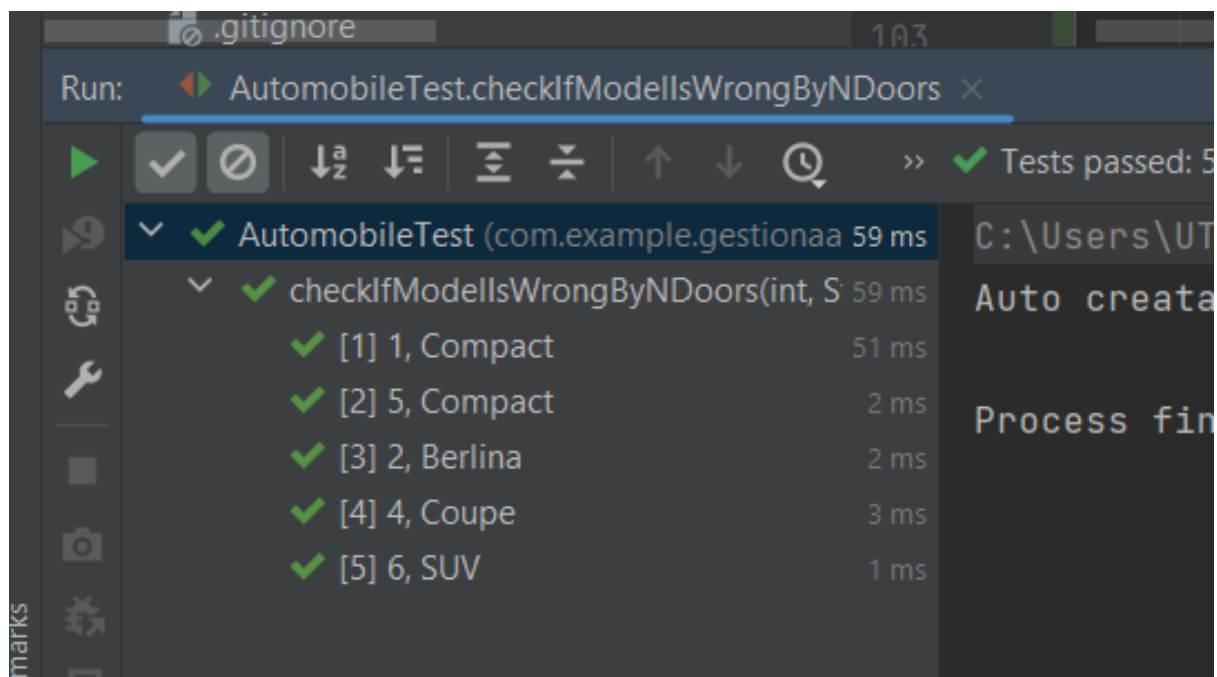 .gitignore
103
Run: AutomobileTest.checkIfModelIsWrongByNDoors
Tests passed: 5
AutomobileTest (com.example.gestionaa 59 ms
checkIfModelIsWrongByNDoors(int, S 59 ms
[1] 1, Compact 51 ms
[2] 5, Compact 2 ms
[3] 2, Berlina 2 ms
[4] 4, Coupe 3 ms
[5] 6, SUV 1 ms
C:\Users\UT
Auto creata
Process fin
marks